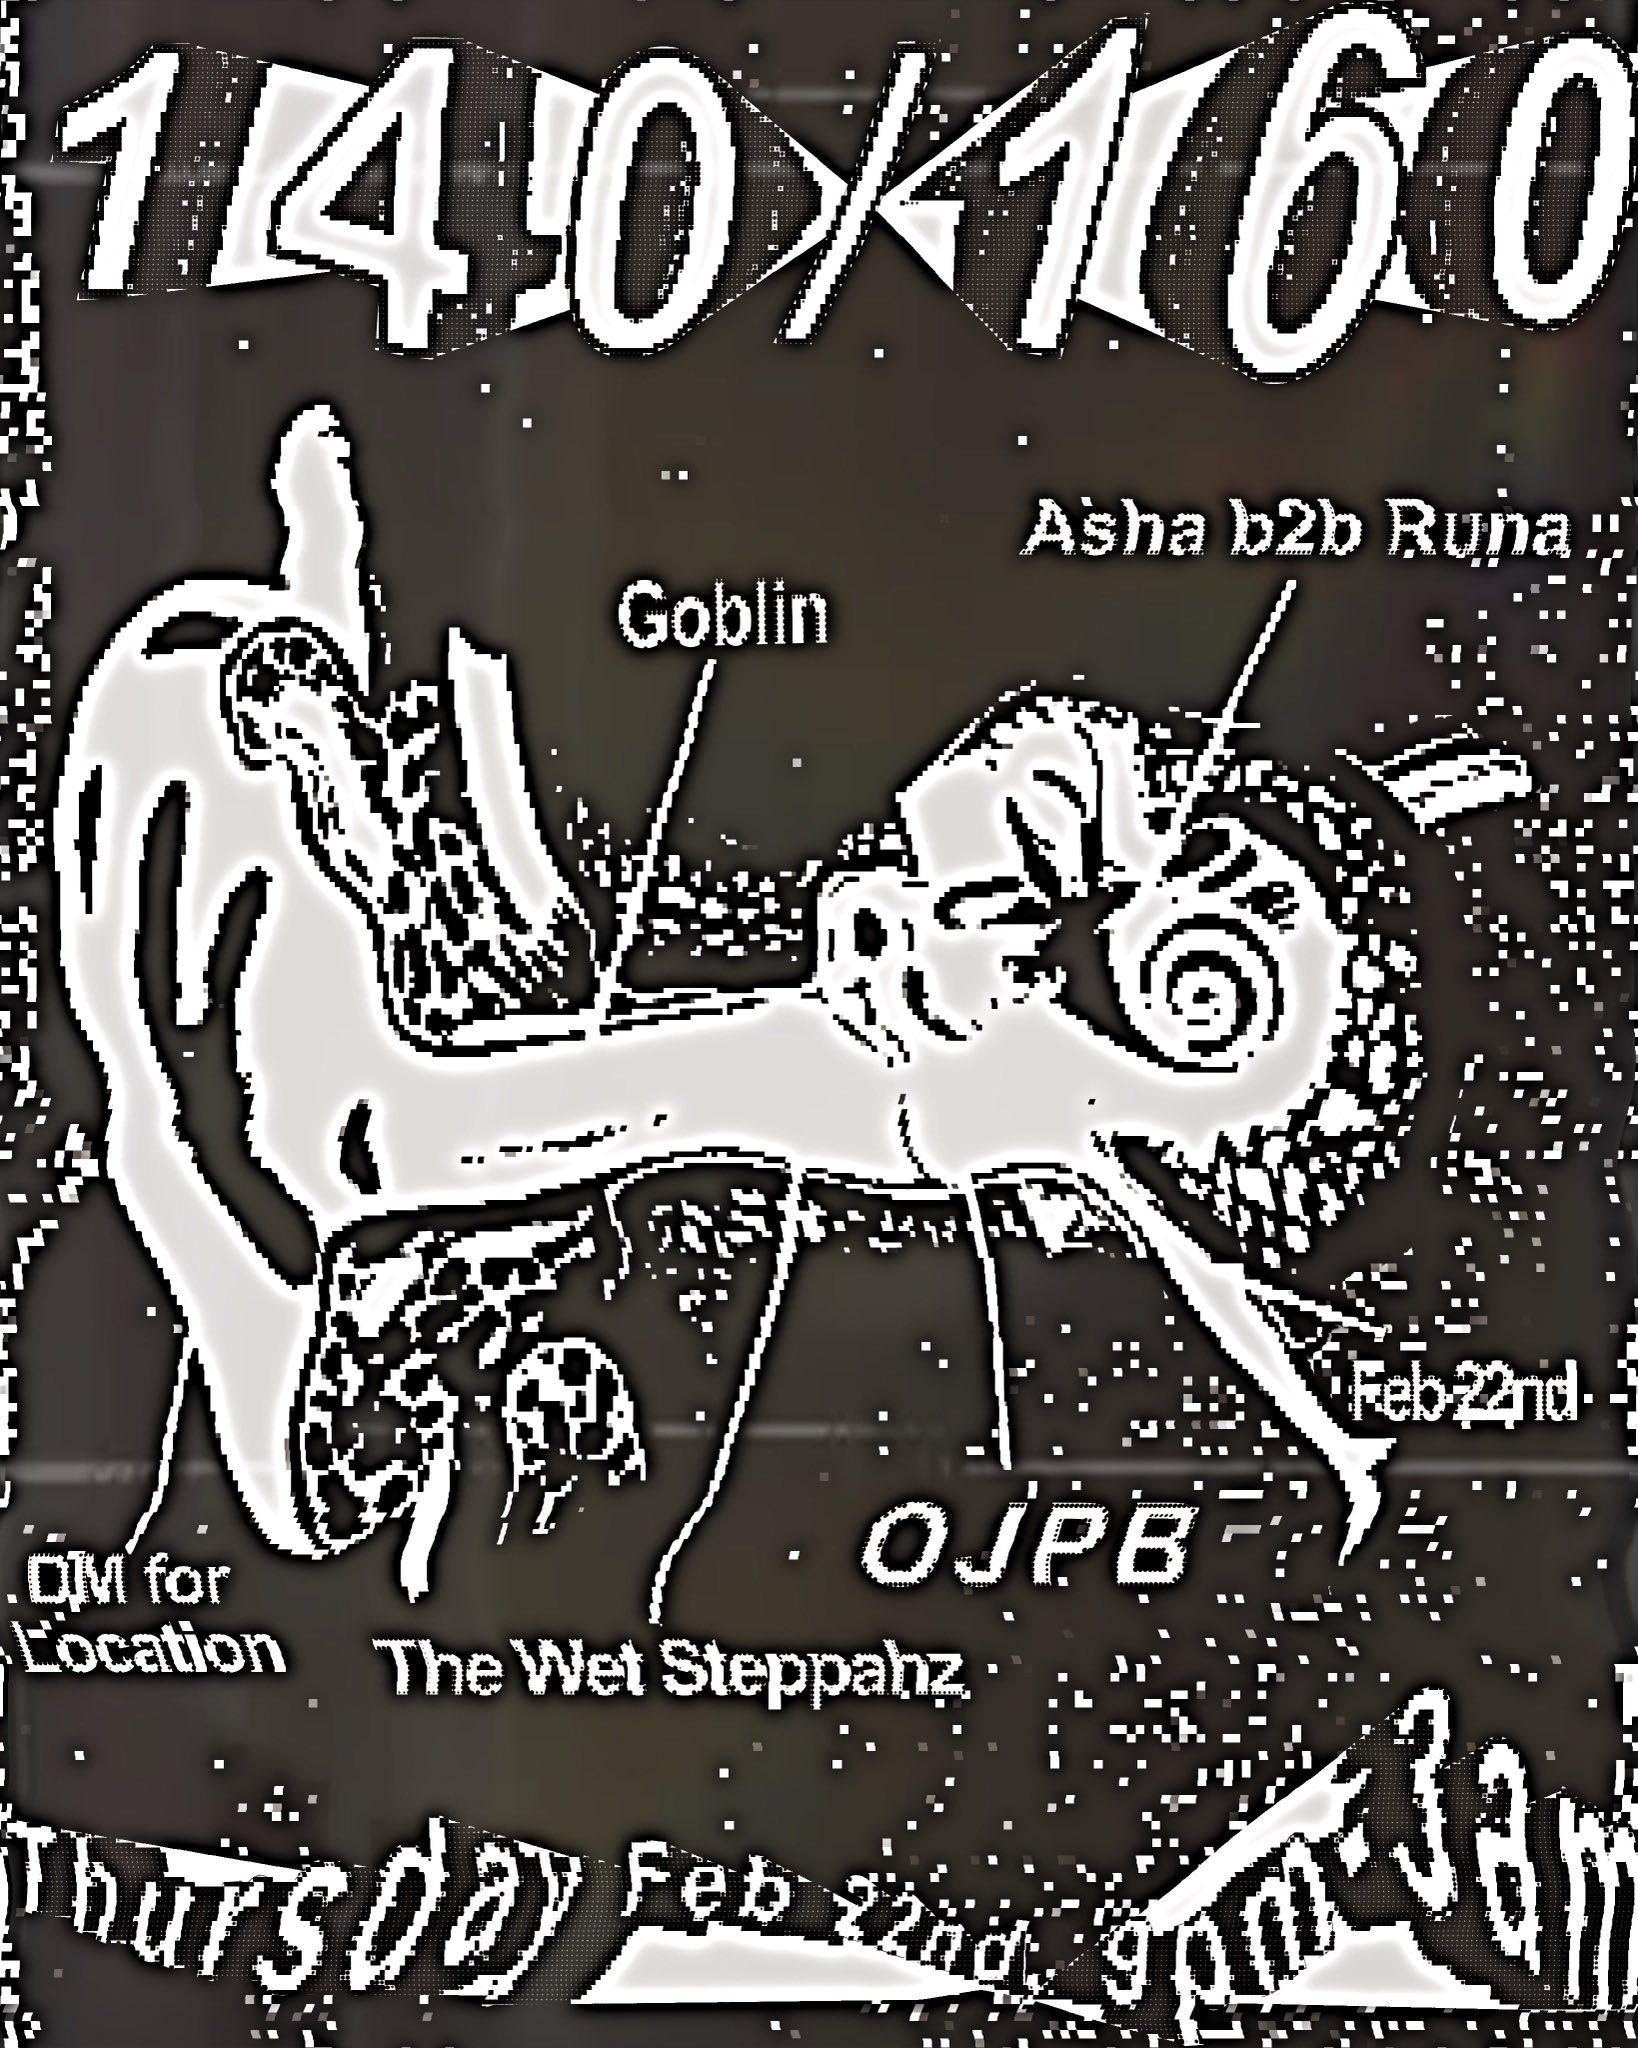 140/160
Asha b2b Runa
Goblin
Feb 22nd
OJPB
DM for
Location
The Wet Steppahz
Thursday Feb 22nd, 9pm-3am